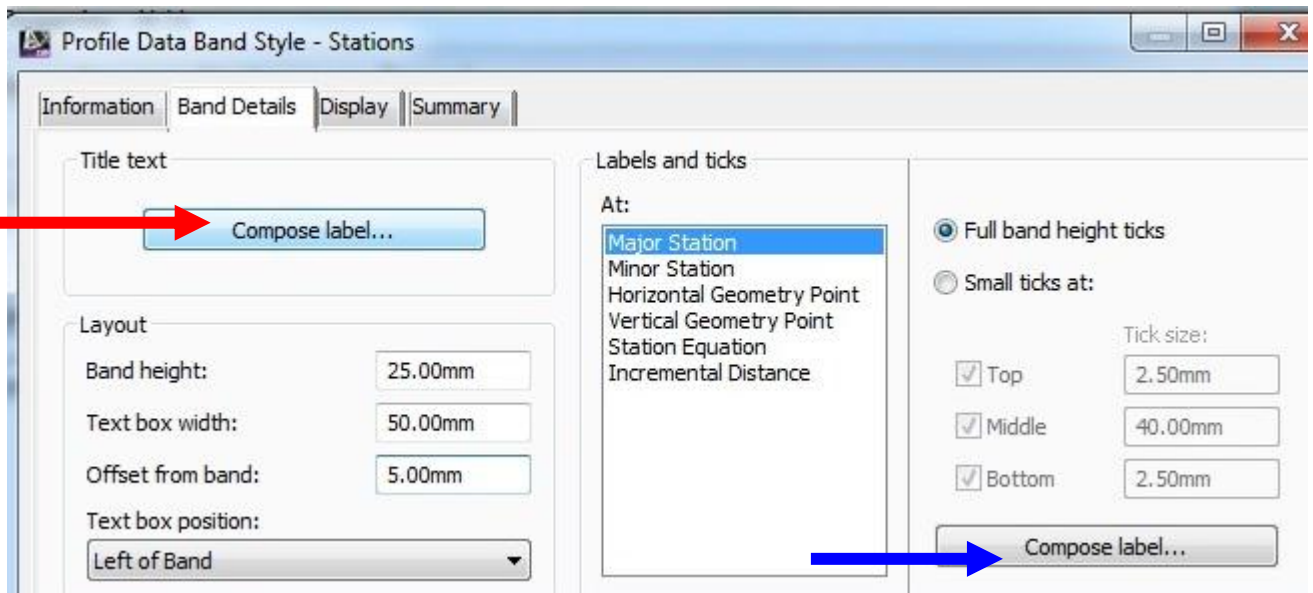 Profile Data Band Style - Stations
Information
Band Details
Display
Summary
Title text
Compose label...
Layout
Band height:
25.00mm
Text box width:
50.00mm
Offset from band:
5.00mm
Text box position:
Left of Band
Labels and ticks
At:
Major Station
Minor Station
Horizontal Geometry Point
Vertical Geometry Point
Station Equation
Incremental Distance
Full band height ticks
Small ticks at:
Tick size:
Top
2.50mm
Middle
40.00mm
Bottom
2.50mm
Compose label...